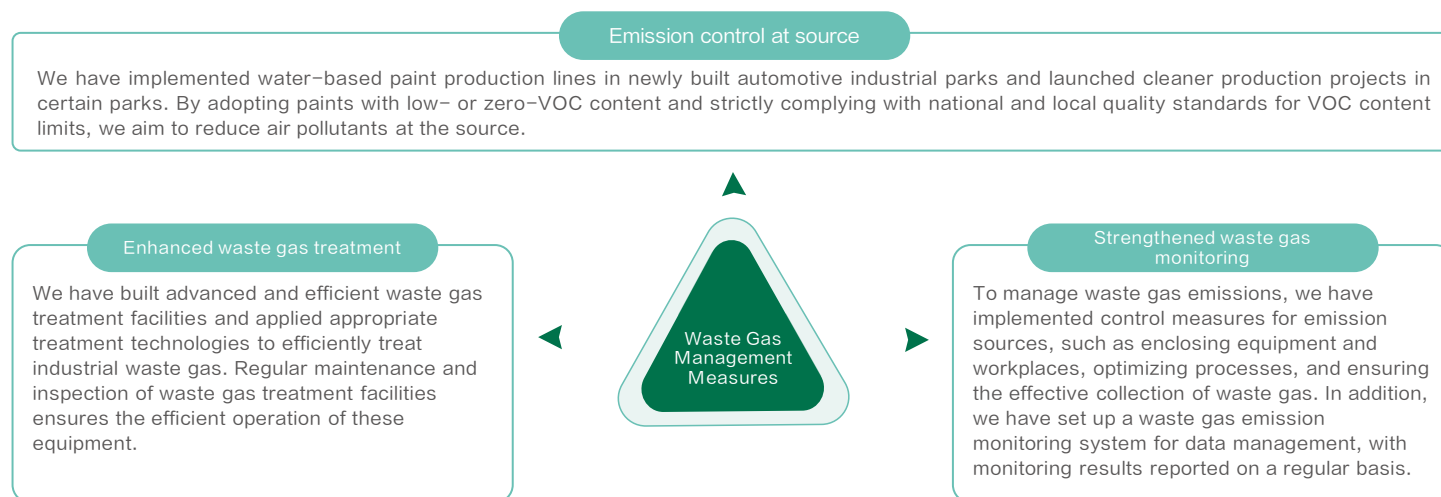 Emission control at source
We have implemented water-based paint production lines in newly built automotive industrial parks and launched cleaner production projects in
certain parks. By adopting paints with low- or zero-VOC content and strictly complying with national and local quality standards for VOC content
limits, we aim to reduce air pollutants at the source.
Enhanced waste gas treatment
We have built advanced and efficient waste gas
treatment facilities and applied appropriate
treatment technologies to efficiently treat
industrial waste gas. Regular maintenance and
inspection of waste gas treatment facilities
ensures the efficient operation of these
equipment.
Waste Gas
Management
Measures
Strengthened waste gas
monitoring
To manage waste gas emissions, we have
implemented control measures for emission
sources, such as enclosing equipment and
workplaces, optimizing processes, and ensuring
the effective collection of waste gas. In addition,
we have set up a waste gas emission
monitoring system for data management, with
monitoring results reported on a regular basis.